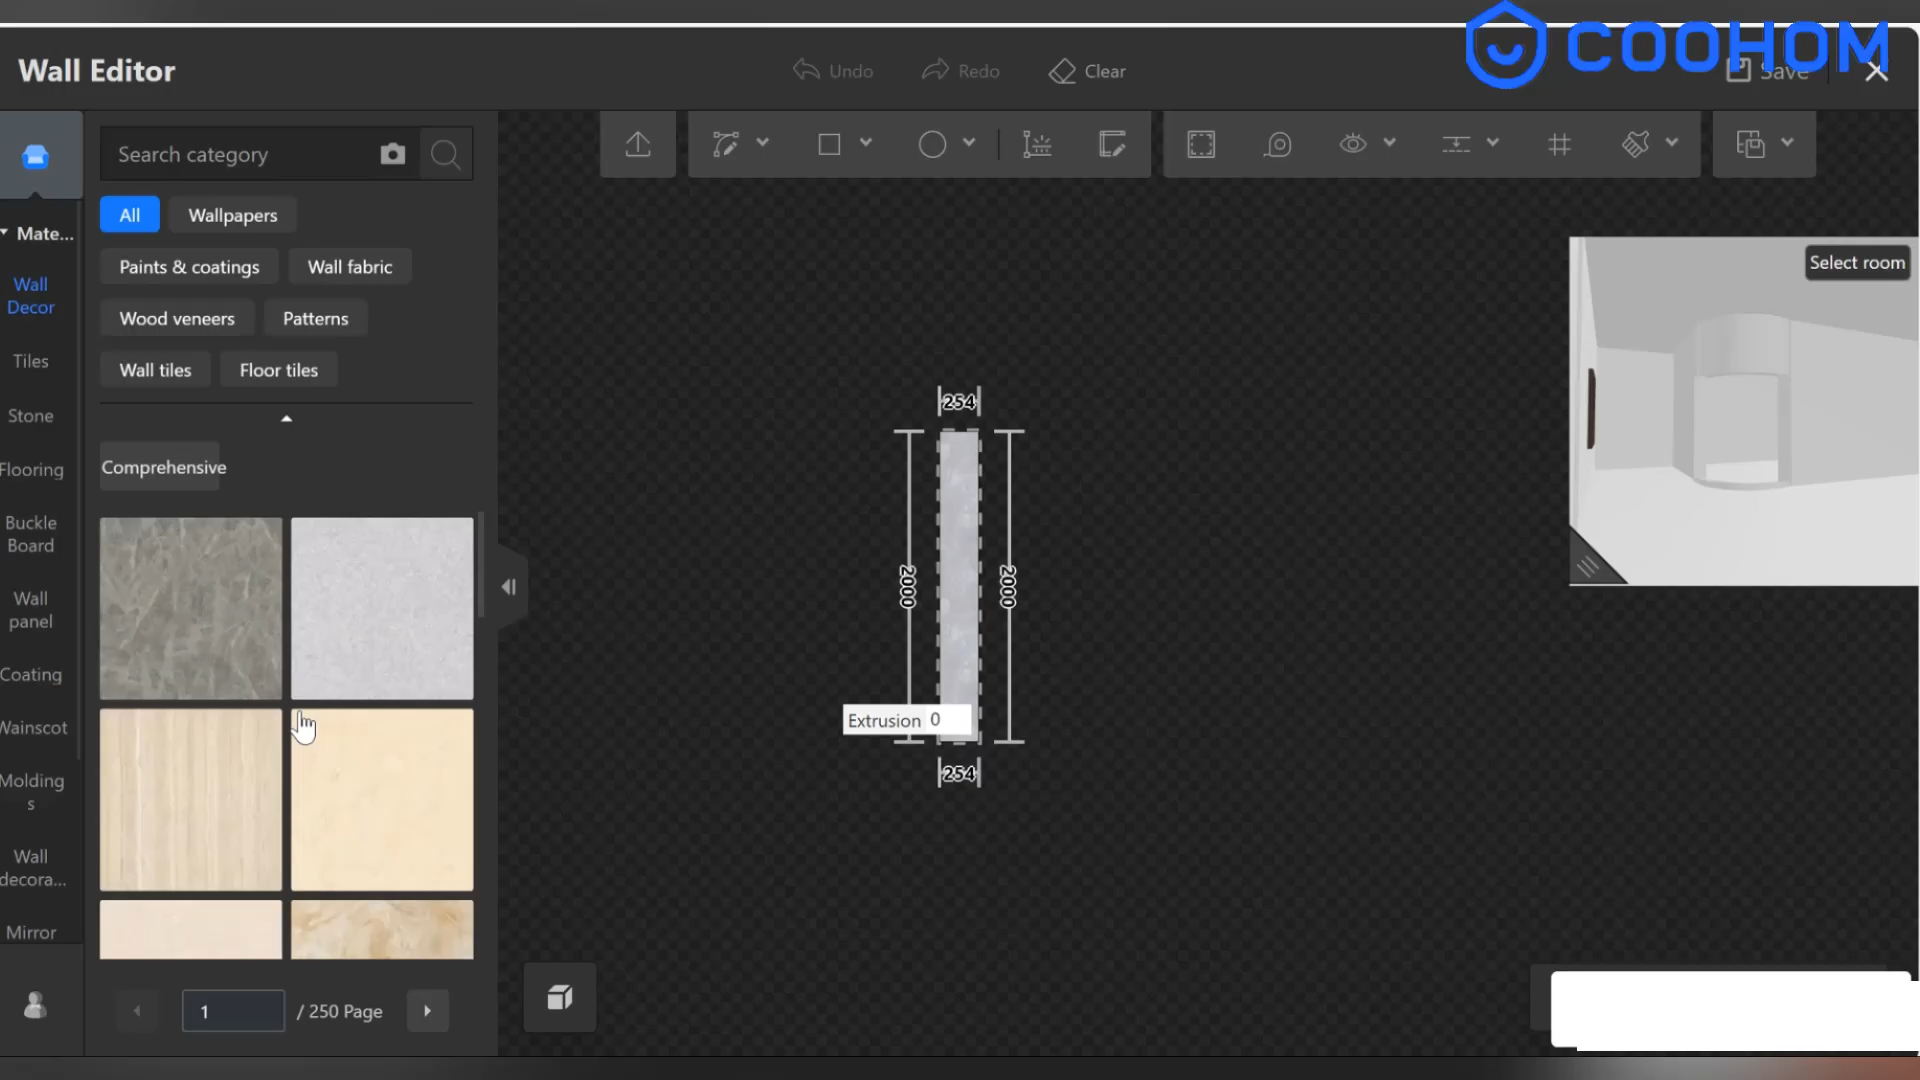 COOHOM
Wall Editor
Undo
Redo
Clear
Save
Search category
All
Wallpapers
Paints & coatings
Wall fabric
Wood veneers
Patterns
Wall tiles
Floor tiles
Comprehensive
Mate...
Wall
Decor
Tiles
Stone
Flooring
Buckle
Board
Wall
panel
Coating
Wainscot
Molding
s
Wall
decora...
Mirror
1
/ 250 Page
254
2000
2000
Extrusion 0
254
Select room